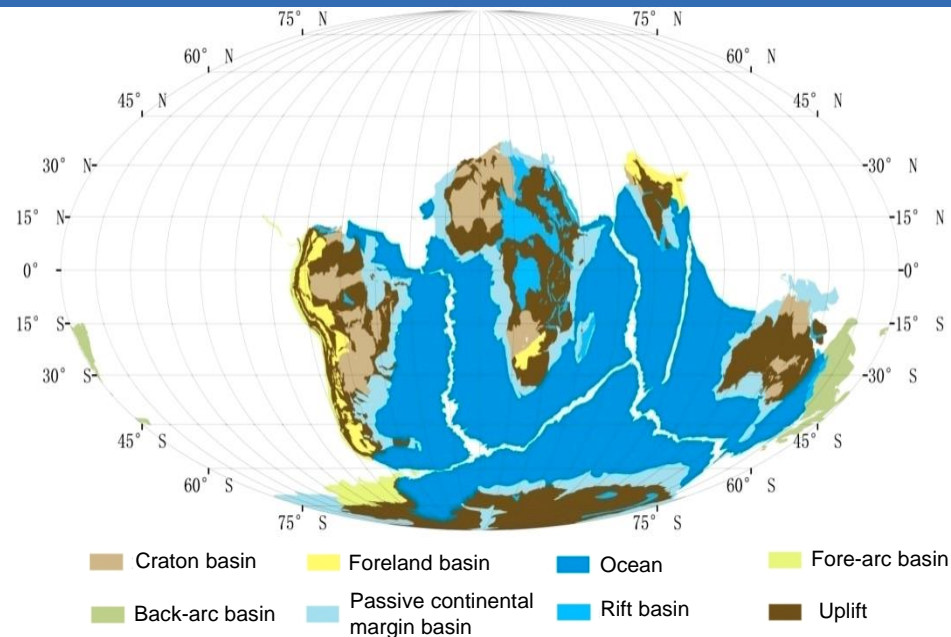 75° N 75° N
60° N 60° N
45° N 45° N
30° N 30° N
15° N 15° N
0° 0°
15° S 15° S
30° S 30° S
45° S 45° S
60° S 60° S
75° S 75° S
Craton basin Foreland basin Ocean Fore-arc basin
Back-arc basin Passive continental margin basin Rift basin Uplift